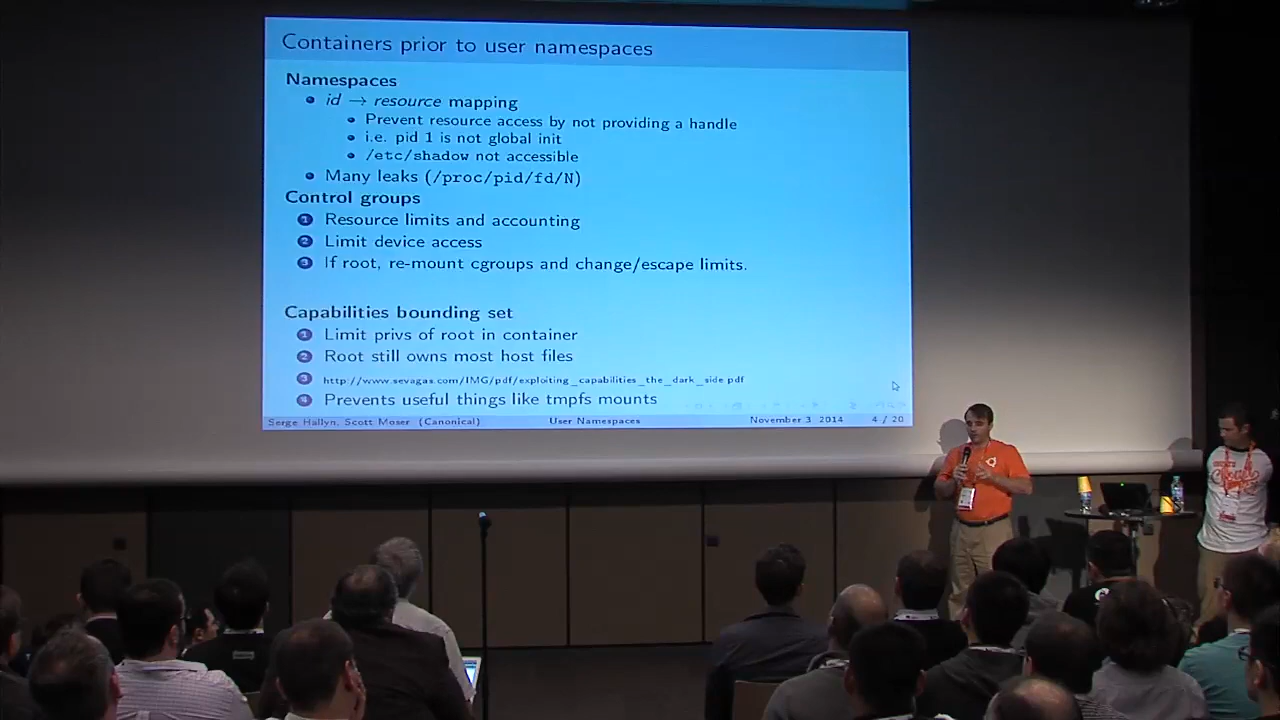 Containers prior to user namespaces
Namespaces
id → resource mapping
Prevent resource access by not providing a handle
i.e. pid 1 is not global init
/etc/shadow not accessible
Many leaks (/proc/pid/fd/N)
Control groups
1 Resource limits and accounting
2 Limit device access
3 If root, re-mount cgroups and change/escape limits.
Capabilities bounding set
1 Limit privs of root in container
2 Root still owns most host files
3 http://www.sevagas.com/IMG/pdf/exploiting_capabilities_the_dark_side.pdf
4 Prevents useful things like tmpfs mounts
Serge Hallyn, Scott Moser (Canonical) User Namespaces November 3, 2014 4 / 20